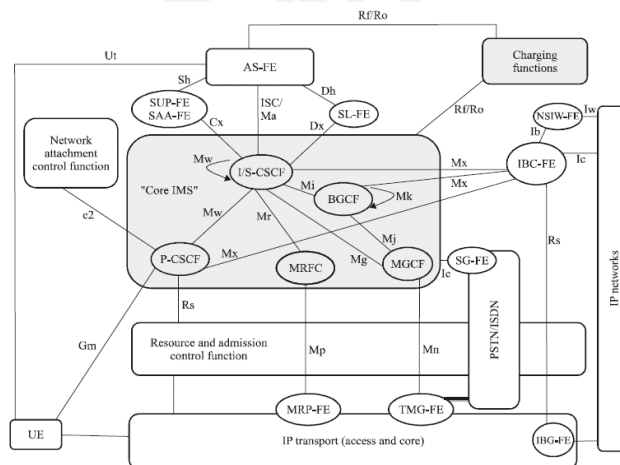 Rf/Ro
Ut
AS-FE
Charging
functions
Sh
Dh
SUP-FE
SAA-FE
ISC/
Ma
SL-FE
Rf/Ro
NSIW-FE
Iw
Cx
Dx
Ib
Network
attachment
control function
Mw
I/S-CSCF
Mx
IBC-FE
Ic
"Core IMS"
Mi
Mx
BGCF
Mk
e2
Mw
Mr
Mj
Rs
P-CSCF
Mx
MRFC
Mg
MGCF
Ie
SG-FE
IP networks
Rs
PSTN/ISDN
Gm
Resource and admission
control function
Mp
Mn
MRP-FE
TMG-FE
UE
IP transport (access and core)
IBG-FE